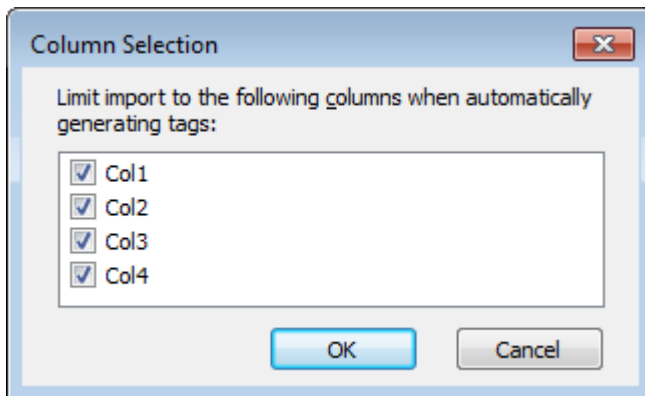 Column Selection
Limit import to the following columns when automatically
generating tags:
Col1
Col2
Col3
Col4
OK
Cancel